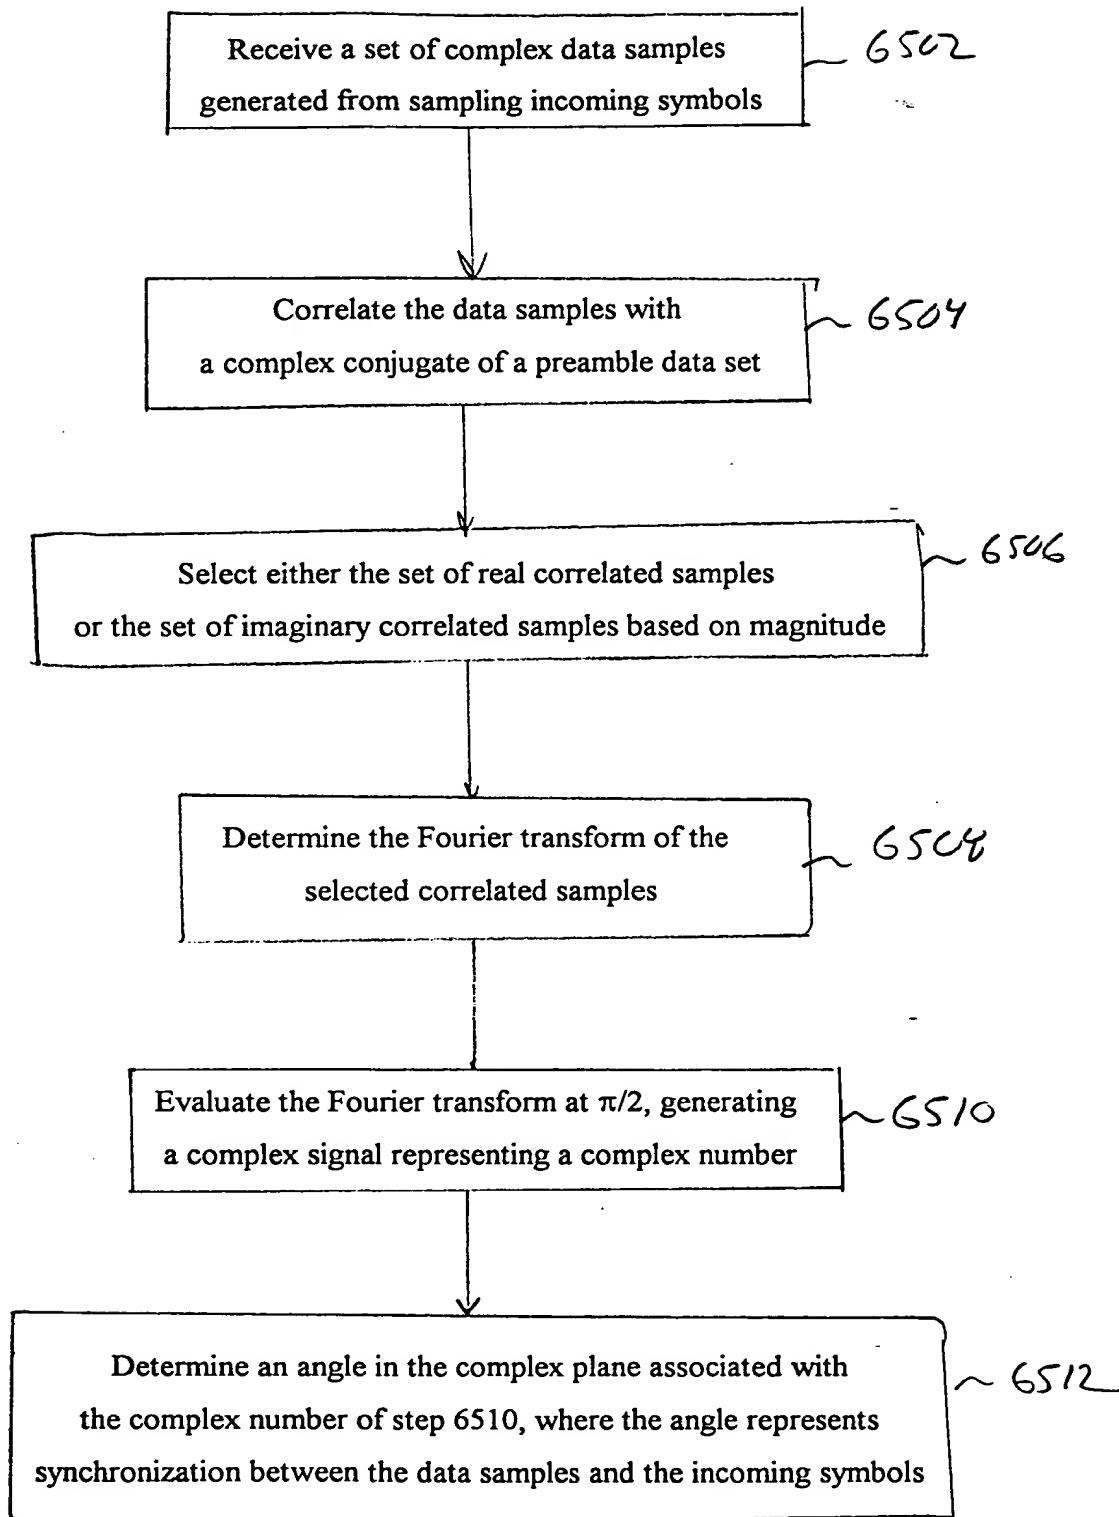 Receive a set of complex data samples
generated from sampling incoming symbols
6502
Correlate the data samples with
a complex conjugate of a preamble data set
6504
Select either the set of real correlated samples
or the set of imaginary correlated samples based on magnitude
6506
Determine the Fourier transform of the
selected correlated samples
6508
Evaluate the Fourier transform at π/2, generating
a complex signal representing a complex number
6510
Determine an angle in the complex plane associated with
the complex number of step 6510, where the angle represents
synchronization between the data samples and the incoming symbols
6512